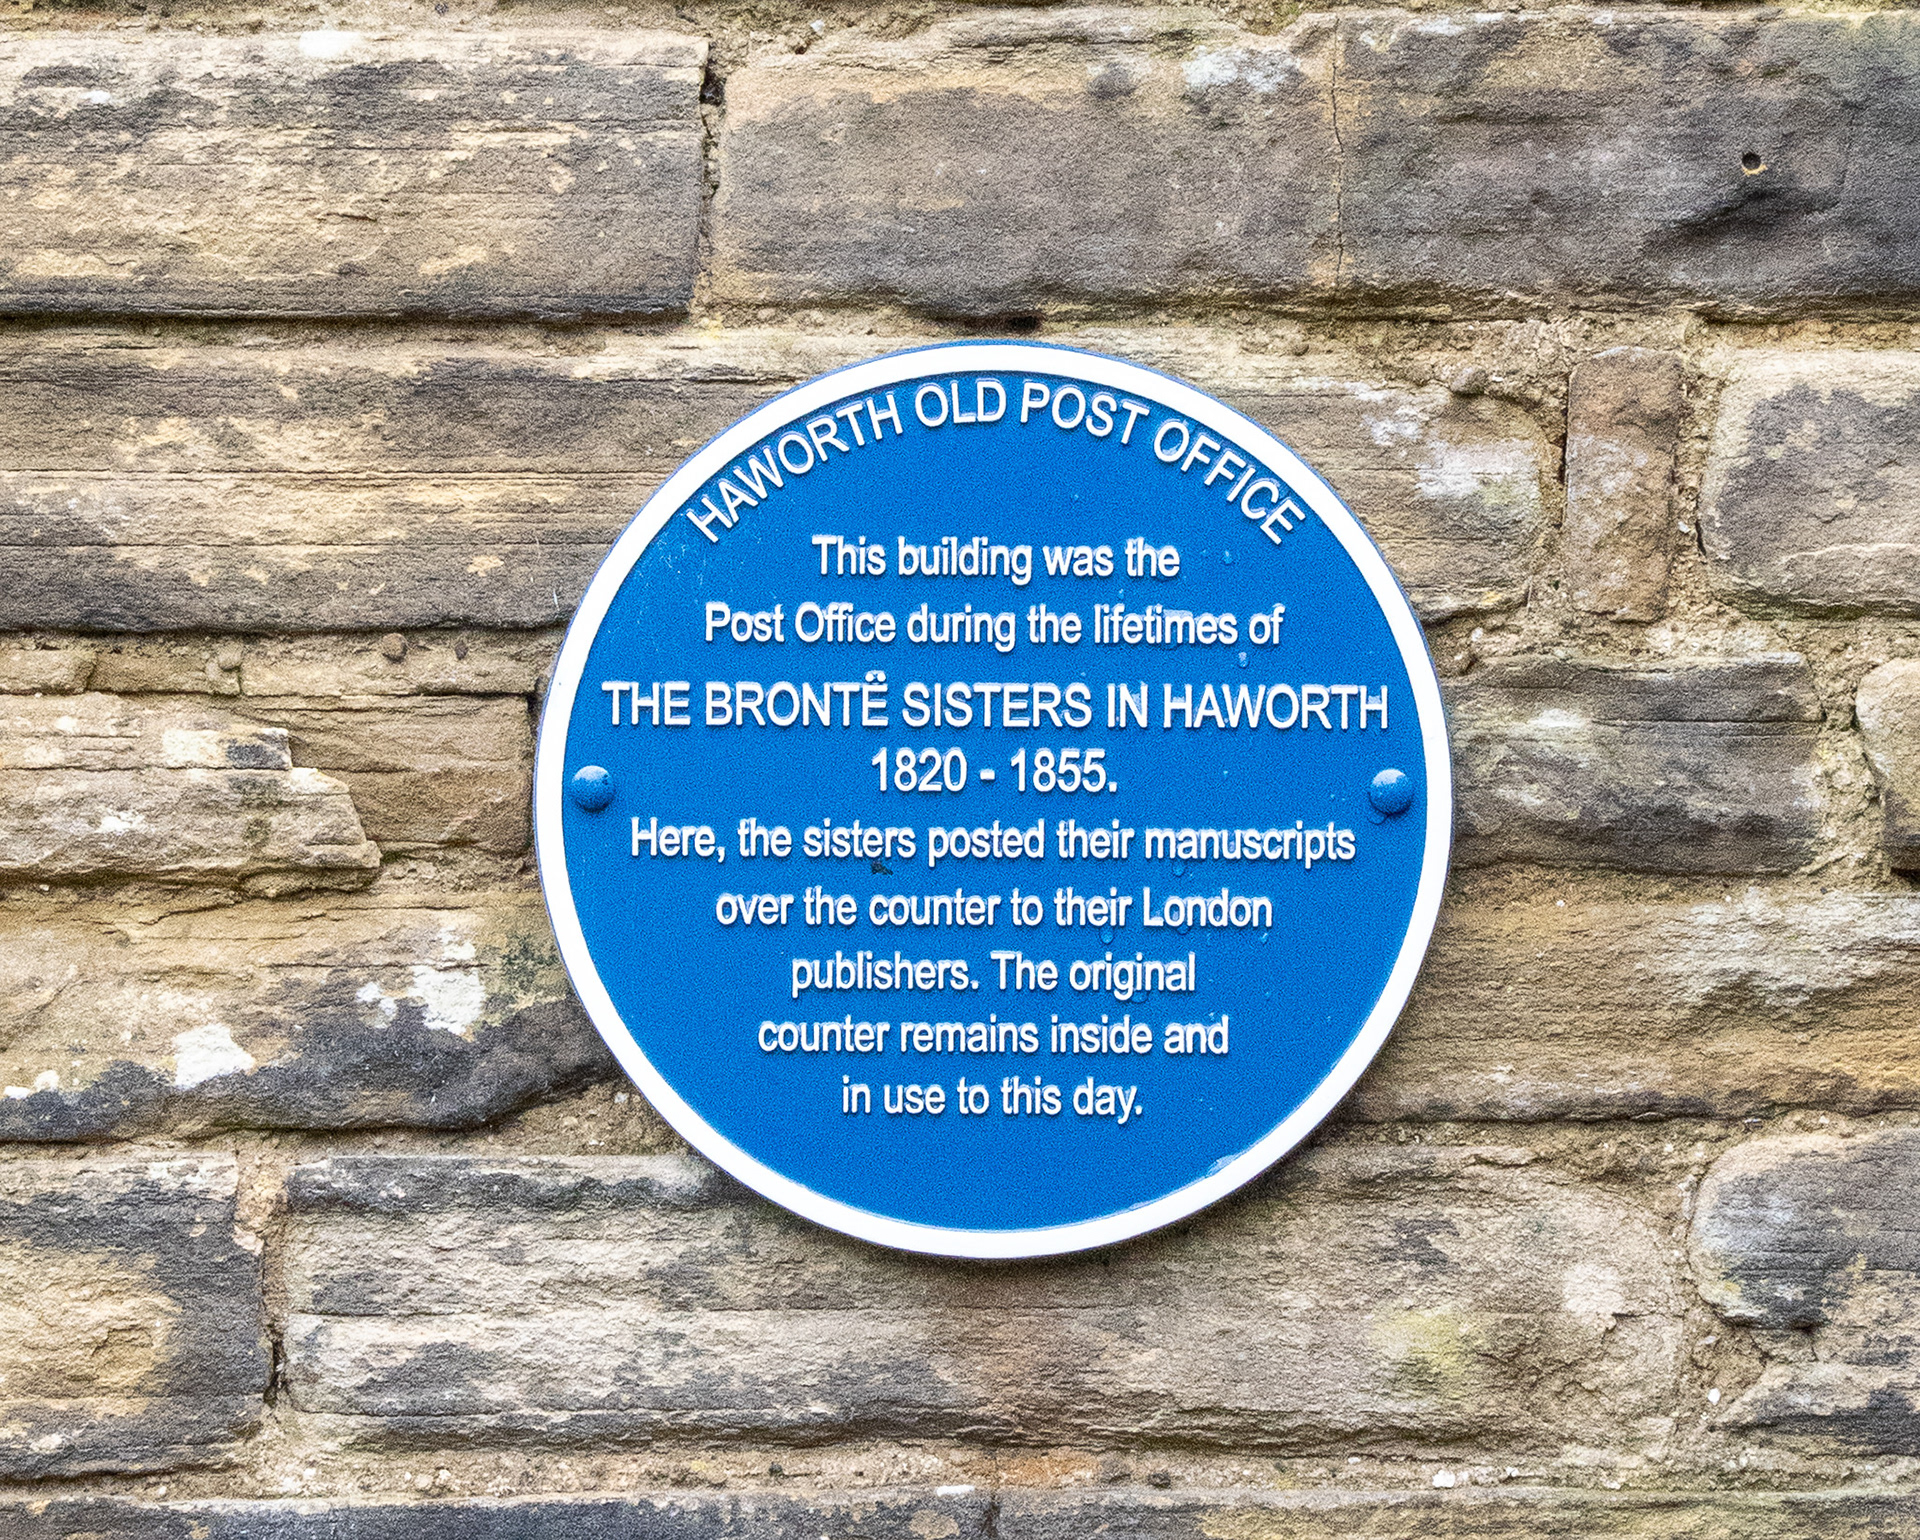 HAWORTH OLD POST OFFICE
This building was the
Post Office during the lifetimes of
THE BRONTË SISTERS IN HAWORTH
1820 - 1855.
Here, the sisters posted their manuscripts
over the counter to their London
publishers. The original
counter remains inside and
in use to this day.